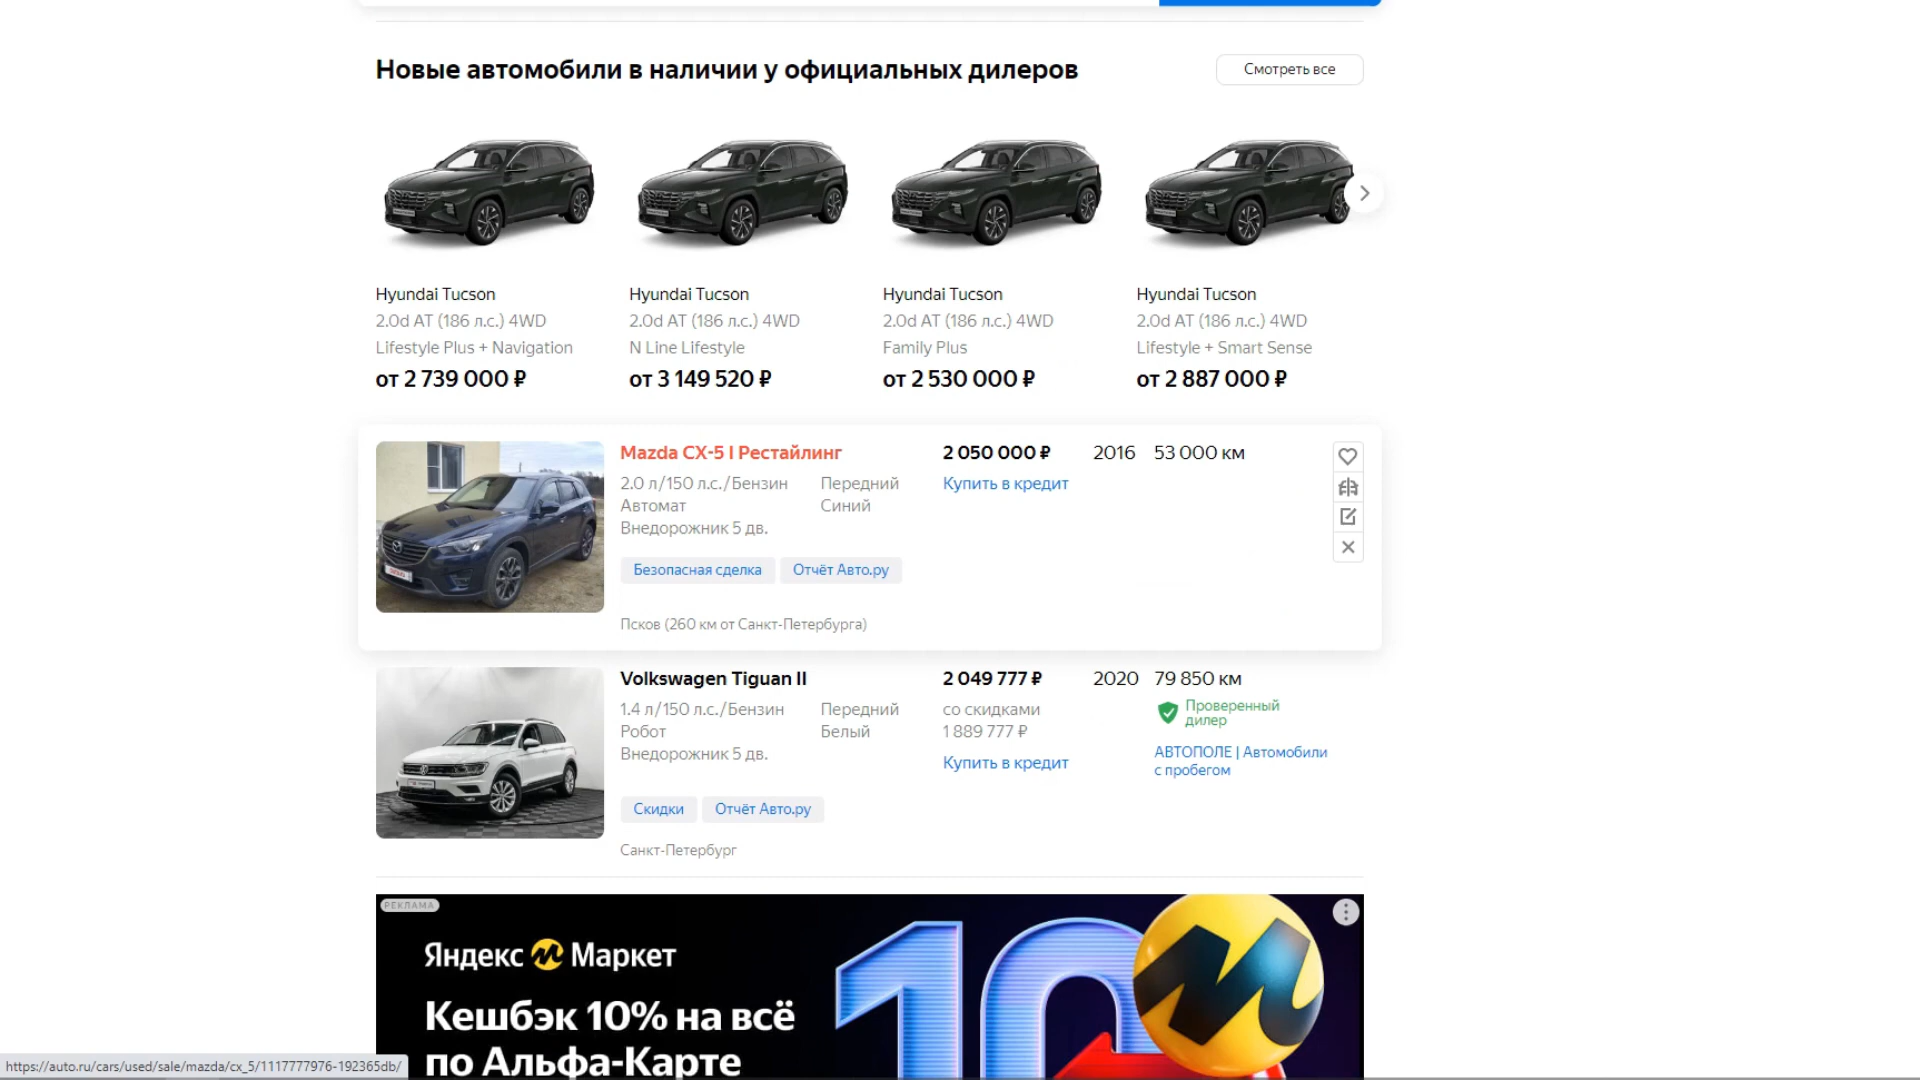 Новые автомобили в наличии у официальных дилеров
Смотреть все
Hyundai Tucson
2.0d AT (186 л.с.) 4WD
Lifestyle Plus + Navigation
от 2 739 000 ₽
Hyundai Tucson
2.0d AT (186 л.с.) 4WD
N Line Lifestyle
от 3 149 520 ₽
Hyundai Tucson
2.0d AT (186 л.с.) 4WD
Family Plus
от 2 530 000 ₽
Hyundai Tucson
2.0d AT (186 л.с.) 4WD
Lifestyle + Smart Sense
от 2 887 000 ₽
Mazda CX-5 I Рестайлинг
2.0 л/150 л.с./Бензин
Автомат
Внедорожник 5 дв.
Передний
Синий
2 050 000 ₽
Купить в кредит
2016
53 000 км
Безопасная сделка
Отчёт Авто.ру
Псков (260 км от Санкт-Петербурга)
Volkswagen Tiguan II
1.4 л/150 л.с./Бензин
Робот
Внедорожник 5 дв.
Передний
Белый
2 049 777 ₽
со скидками
1 889 777 ₽
Купить в кредит
2020
79 850 км
Проверенный
дилер
АВТОПОЛЕ | Автомобили
с пробегом
Скидки
Отчёт Авто.ру
Санкт-Петербург
РЕКЛАМА
Яндекс Маркет
Кешбэк 10% на всё
по Альфа-Карте
10
https://auto.ru/cars/used/sale/mazda/cx_5/1117777976-192365db/